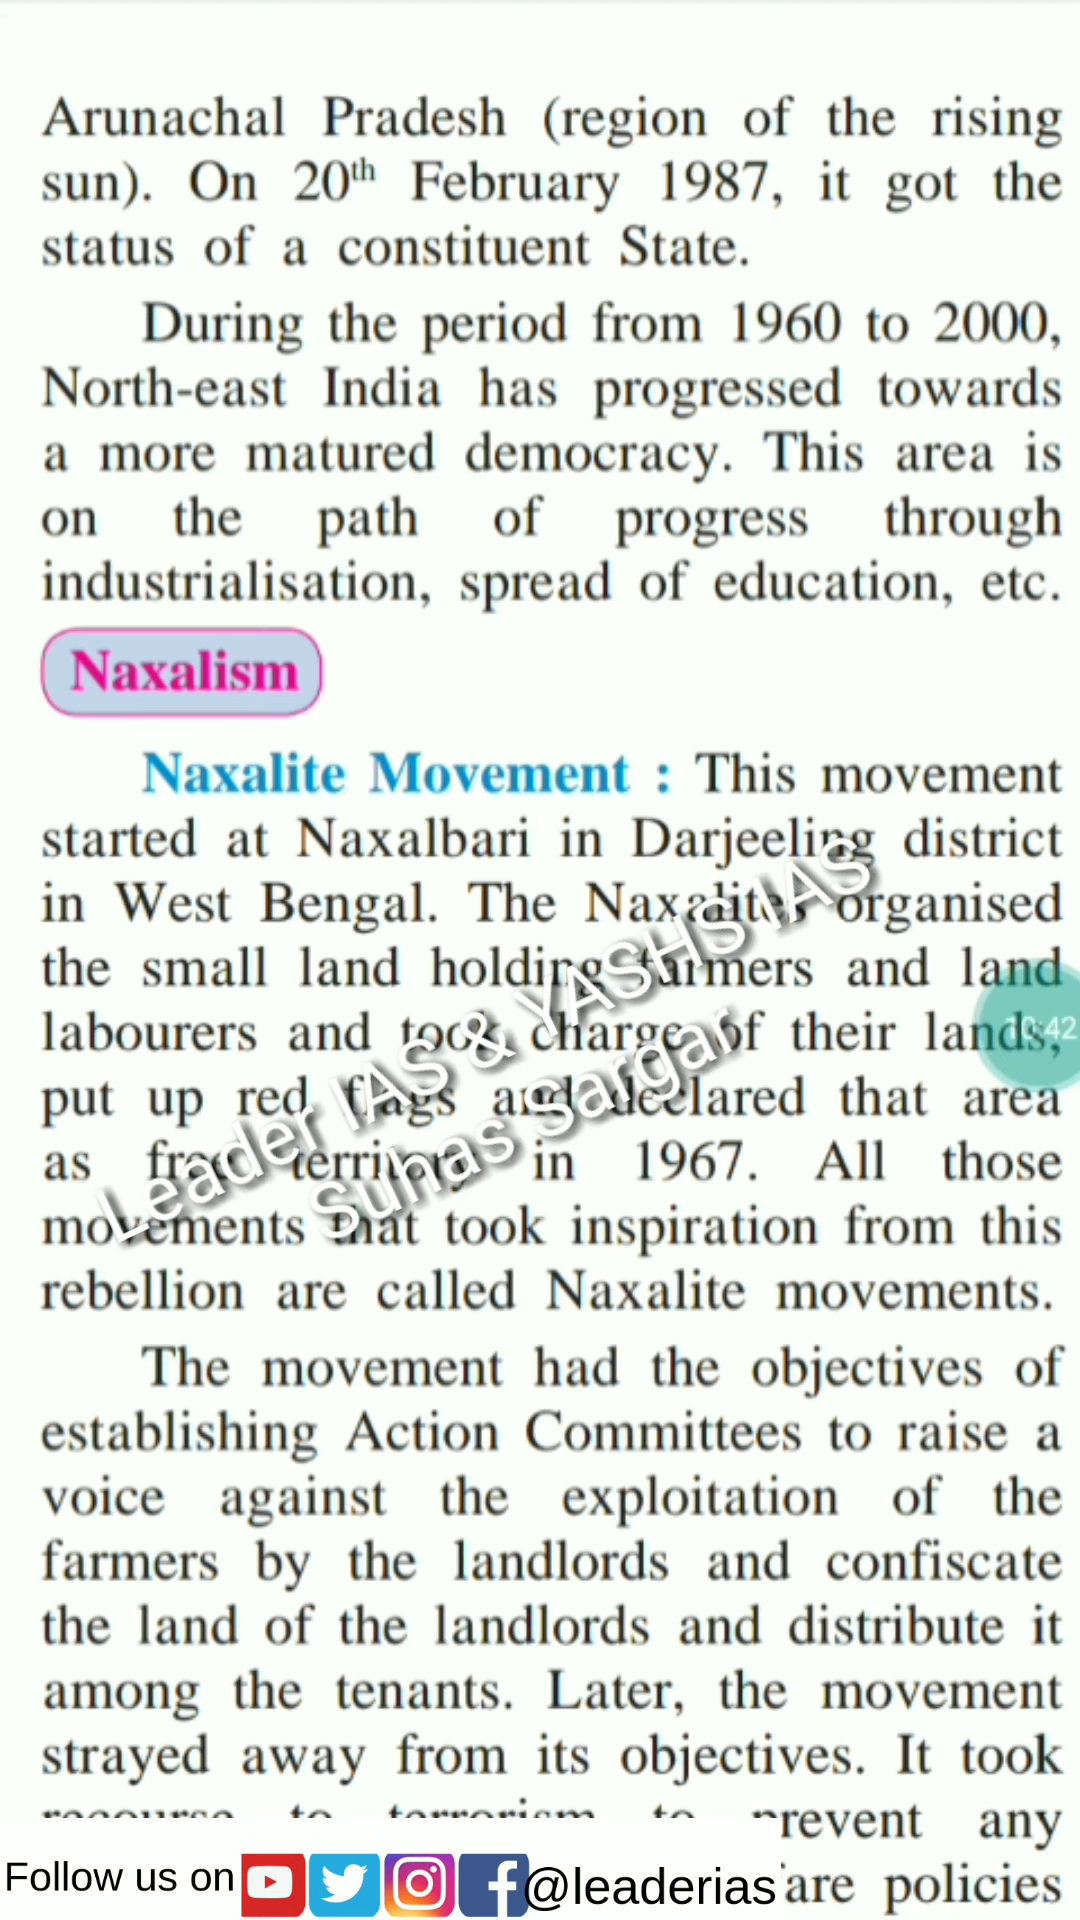 Arunachal Pradesh (region of the rising
sun). On 20th February 1987, it got the
status of a constituent State.
During the period from 1960 to 2000,
North-east India has progressed towards
a more matured democracy. This area is
on the path of progress through
industrialisation, spread of education, etc.
Naxalism
Naxalite Movement : This movement
started at Naxalbari in Darjeeling district
in West Bengal. The Naxalites organised
the small land holding farmers and land
labourers and took charge of their lands,
put up red flags and declared that area
as free territory in 1967. All those
movements that took inspiration from this
rebellion are called Naxalite movements.
The movement had the objectives of
establishing Action Committees to raise a
voice against the exploitation of the
farmers by the landlords and confiscate
the land of the landlords and distribute it
among the tenants. Later, the movement
strayed away from its objectives. It took
recourse to terrorism to prevent any
are policies
Leader IAS & YASHS IAS
Suhas Sargar
10:42
Follow us on @leaderias